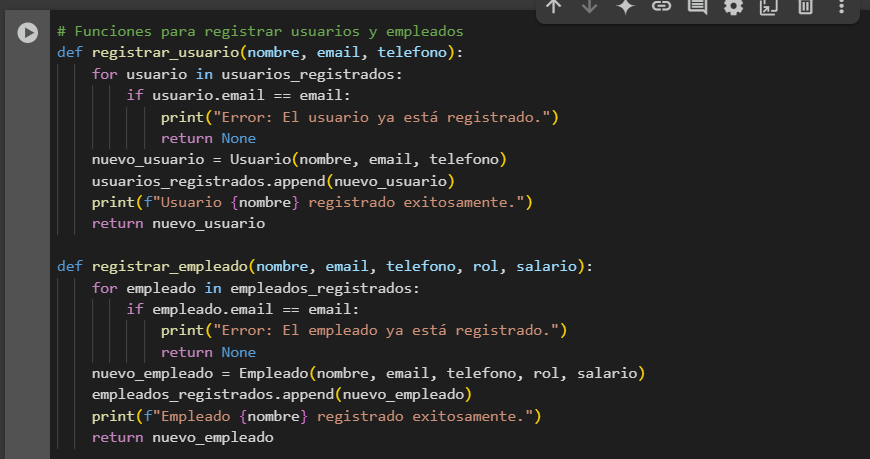 # Funciones para registrar usuarios y empleados
def registrar_usuario(nombre, email, telefono):
    for usuario in usuarios_registrados:
        if usuario.email == email:
            print("Error: El usuario ya está registrado.")
            return None
    nuevo_usuario = Usuario(nombre, email, telefono)
    usuarios_registrados.append(nuevo_usuario)
    print(f"Usuario {nombre} registrado exitosamente.")
    return nuevo_usuario

def registrar_empleado(nombre, email, telefono, rol, salario):
    for empleado in empleados_registrados:
        if empleado.email == email:
            print("Error: El empleado ya está registrado.")
            return None
    nuevo_empleado = Empleado(nombre, email, telefono, rol, salario)
    empleados_registrados.append(nuevo_empleado)
    print(f"Empleado {nombre} registrado exitosamente.")
    return nuevo_empleado